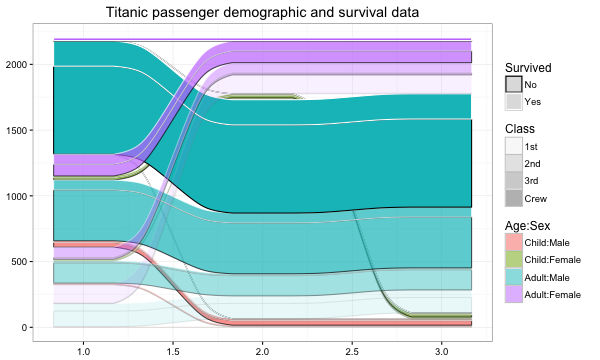 Titanic passenger demographic and survival data
2000
1500
1000
500
0
1.0
1.5
2.0
2.5
3.0
Survived
No
Yes
Class
1st
2nd
3rd
Crew
Age:Sex
Child:Male
Child:Female
Adult:Male
Adult:Female